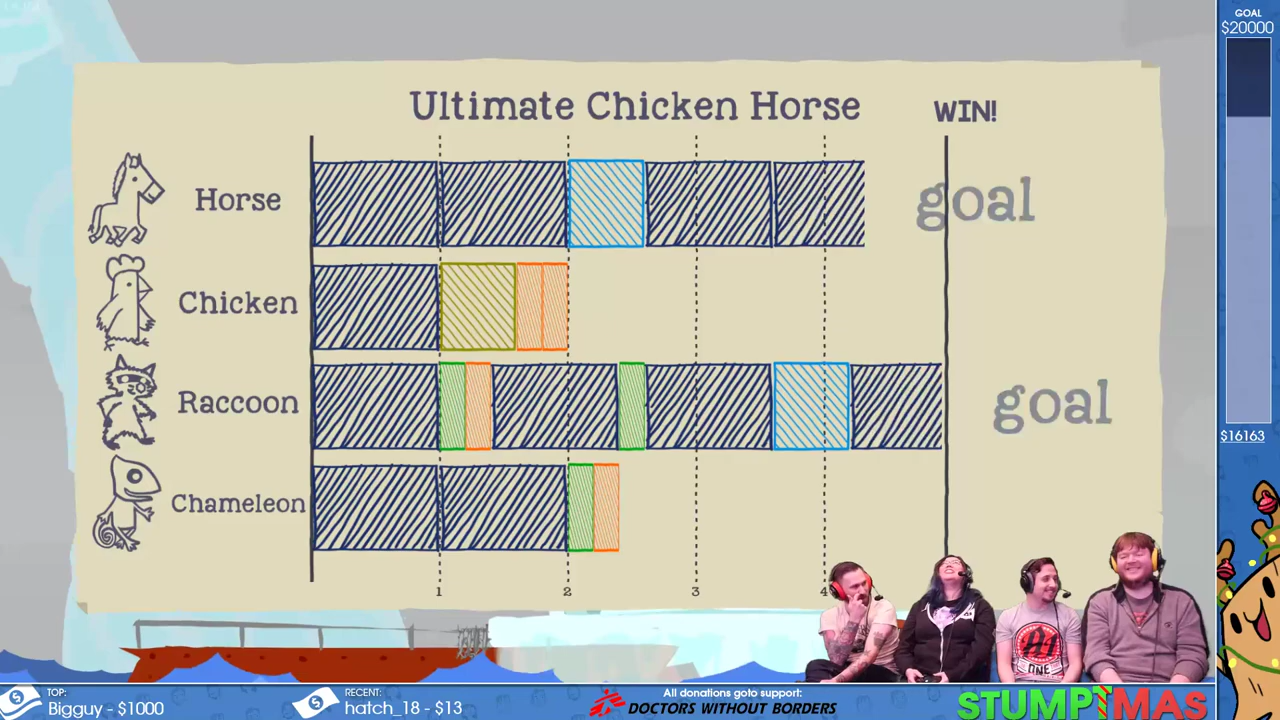 GOAL
$20000
Ultimate Chicken Horse
WIN!
Horse
goal
Chicken
Raccoon
goal
$16163
Chameleon
1 2 3 4
ONE
TOP:
Bigguy - $1000
RECENT:
hatch_18 - $13
All donations goto support:
DOCTORS WITHOUT BORDERS
STUMPTMAS